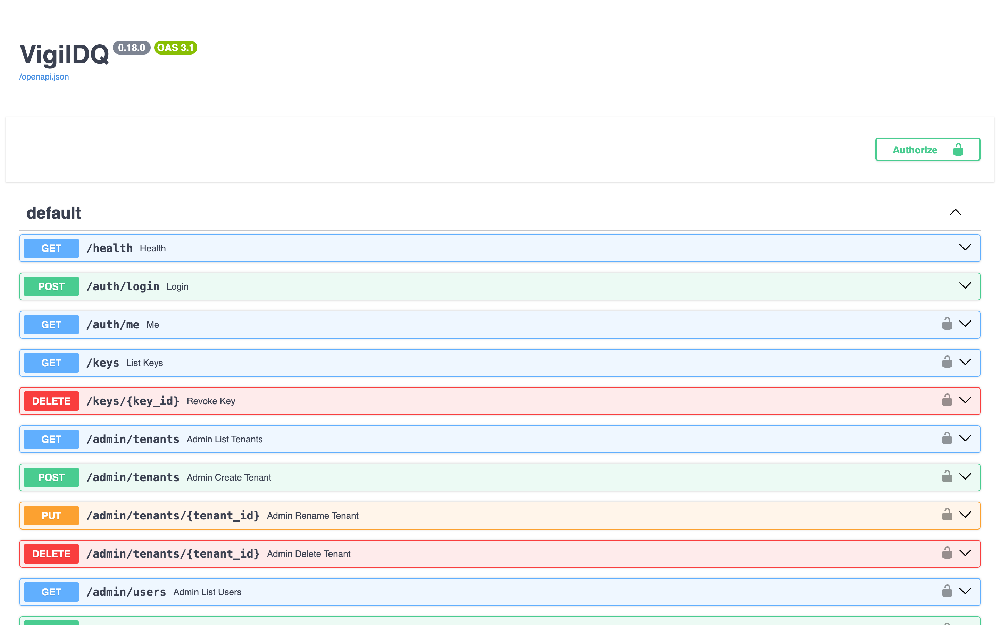 VigilDQ 0.18.0 OAS 3.1
/openapi.json
Authorize
default
GET /health Health
POST /auth/login Login
GET /auth/me Me
GET /keys List Keys
DELETE /keys/{key_id} Revoke Key
GET /admin/tenants Admin List Tenants
POST /admin/tenants Admin Create Tenant
PUT /admin/tenants/{tenant_id} Admin Rename Tenant
DELETE /admin/tenants/{tenant_id} Admin Delete Tenant
GET /admin/users Admin List Users